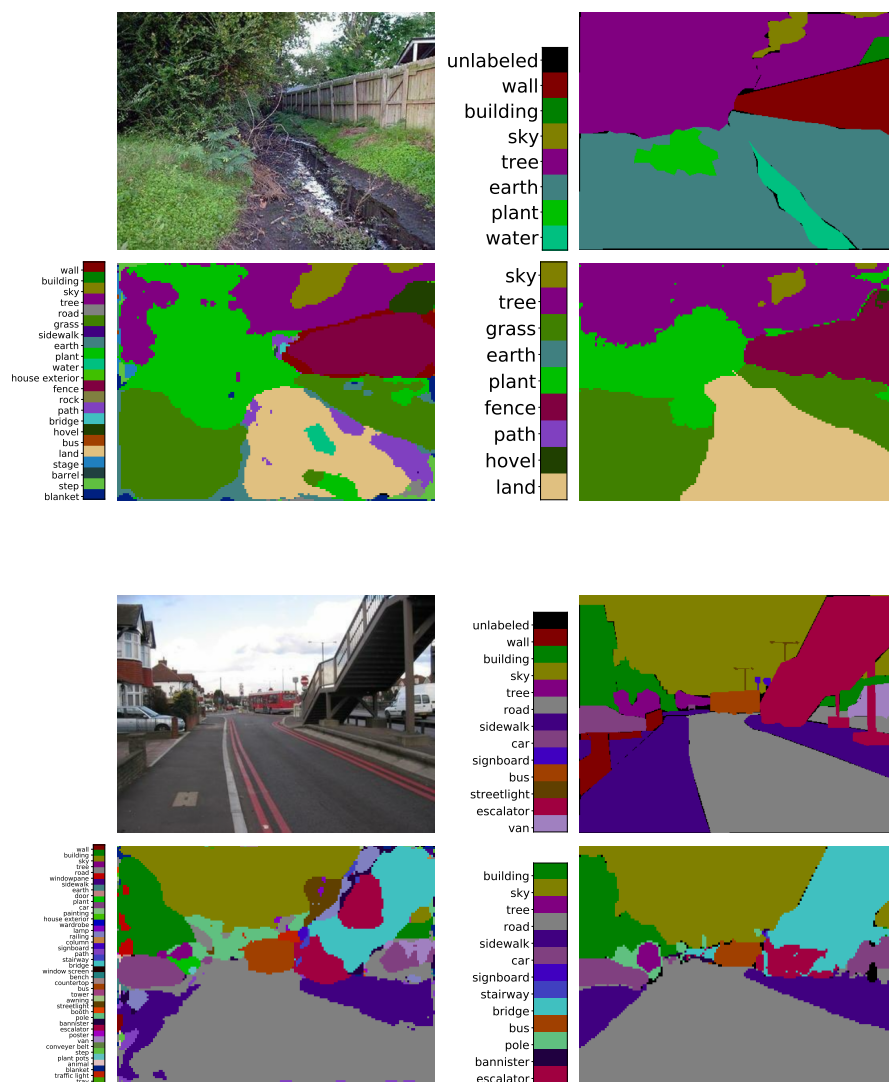 unlabeled
wall
building
sky
tree
earth
plant
water
wall
building
sky
tree
road
grass
sidewalk
earth
plant
water
house exterior
fence
rock
path
bridge
hovel
bus
land
stage
barrel
step
blanket
sky
tree
grass
earth
plant
fence
path
hovel
land
unlabeled
wall
building
sky
tree
road
sidewalk
car
signboard
bus
streetlight
escalator
van
wall
building
sky
tree
road
windowpane
sidewalk
earth
door
plant
car
painting
house exterior
wardrobe
lamp
railing
column
signboard
path
stairway
bridge
window screen
bench
countertop
bus
tower
awning
streetlight
booth
pole
bannister
escalator
poster
van
conveyer belt
step
plant pots
animal
blanket
traffic light
tray
building
sky
tree
road
sidewalk
car
signboard
stairway
bridge
bus
pole
bannister
escalator